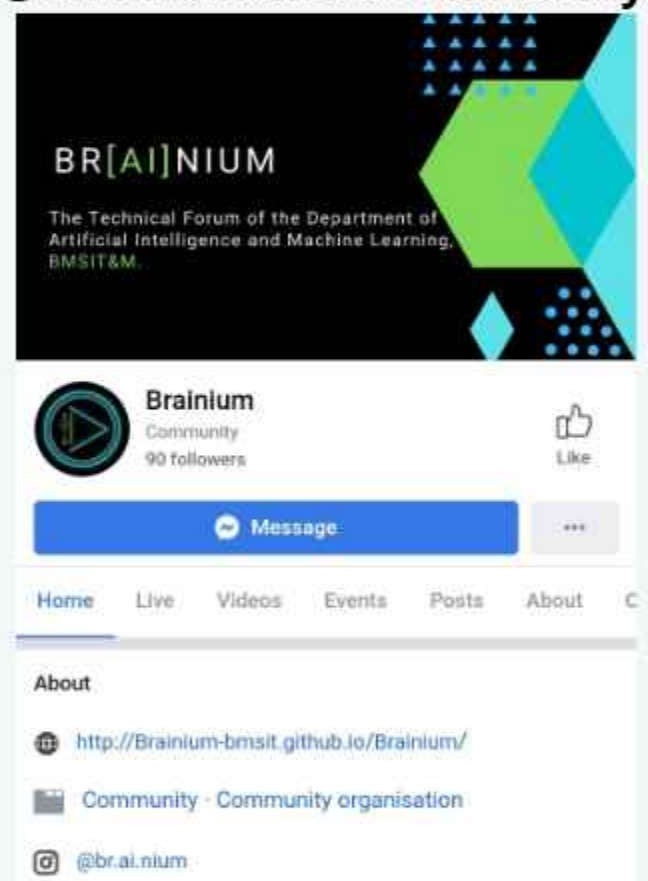 BR[AI]NIUM
The Technical Forum of the Department of
Artificial Intelligence and Machine Learning,
BMSIT&M.
Brainium
Community
90 followers
Like
Message
Home Live Videos Events Posts About
About
http://Brainium-bmsit.github.io/Brainium/
Community · Community organisation
@br.ai.nium